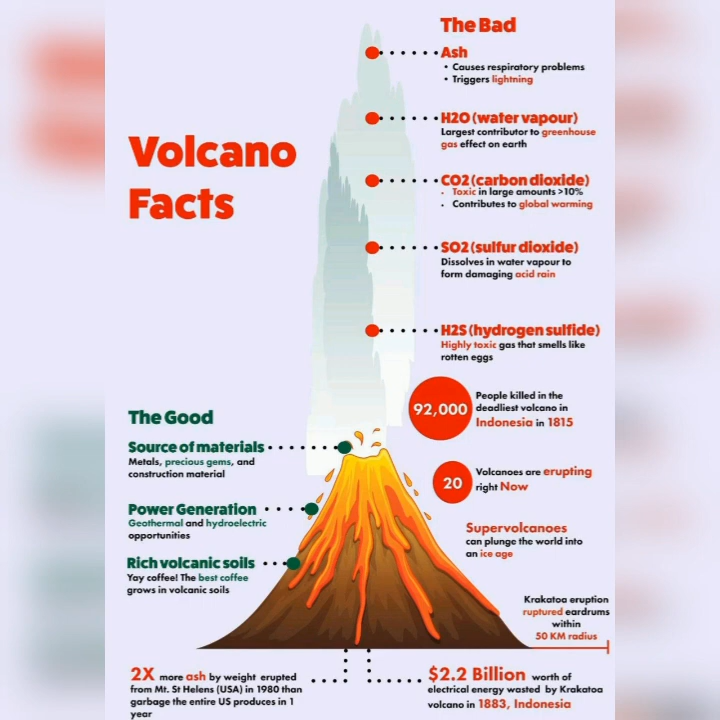 Volcano
Facts
The Bad
Ash
• Causes respiratory problems
• Triggers lightning
H2O (water vapour)
Largest contributor to greenhouse
gas effect on earth
CO2 (carbon dioxide)
• Toxic in large amounts >10%
• Contributes to global warming
SO2 (sulfur dioxide)
Dissolves in water vapour to
form damaging acid rain
H2S (hydrogen sulfide)
Highly toxic gas that smells like
rotten eggs
92,000
People killed in the
deadliest volcano in
Indonesia in 1815
20
Volcanoes are erupting
right Now
Supervolcanoes
can plunge the world into
an ice age
Krakatoa eruption
ruptured eardrums
within
50 KM radius
The Good
Source of materials
Metals, precious gems, and
construction material
Power Generation
Geothermal and hydroelectric
opportunities
Rich volcanic soils
Yay coffee! The best coffee
grows in volcanic soils
2X more ash by weight erupted
from Mt. St Helens (USA) in 1980 than
garbage the entire US produces in 1
year
$2.2 Billion worth of
electrical energy wasted by Krakatoa
volcano in 1883, Indonesia